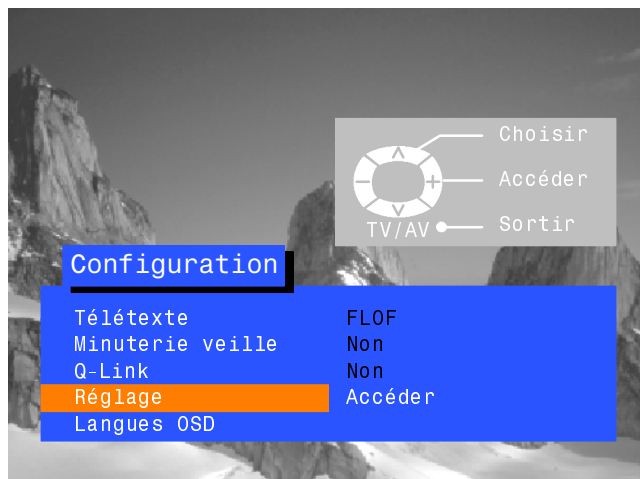 Choisir
Accéder
TV/AV Sortir
Configuration
Télétexte FLOF
Minuterie veille Non
Q-Link Non
Réglage Accéder
Langues OSD